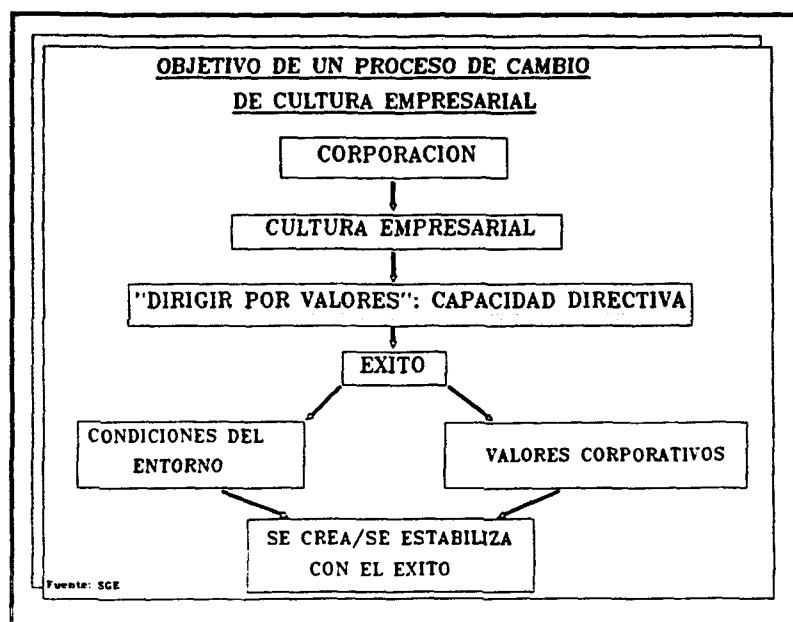 OBJETIVO DE UN PROCESO DE CAMBIO
DE CULTURA EMPRESARIAL
CORPORACION
CULTURA EMPRESARIAL
"DIRIGIR POR VALORES": CAPACIDAD DIRECTIVA
EXITO
CONDICIONES DEL
ENTORNO
VALORES CORPORATIVOS
SE CREA/SE ESTABILIZA
CON EL EXITO
Fuente: SGE